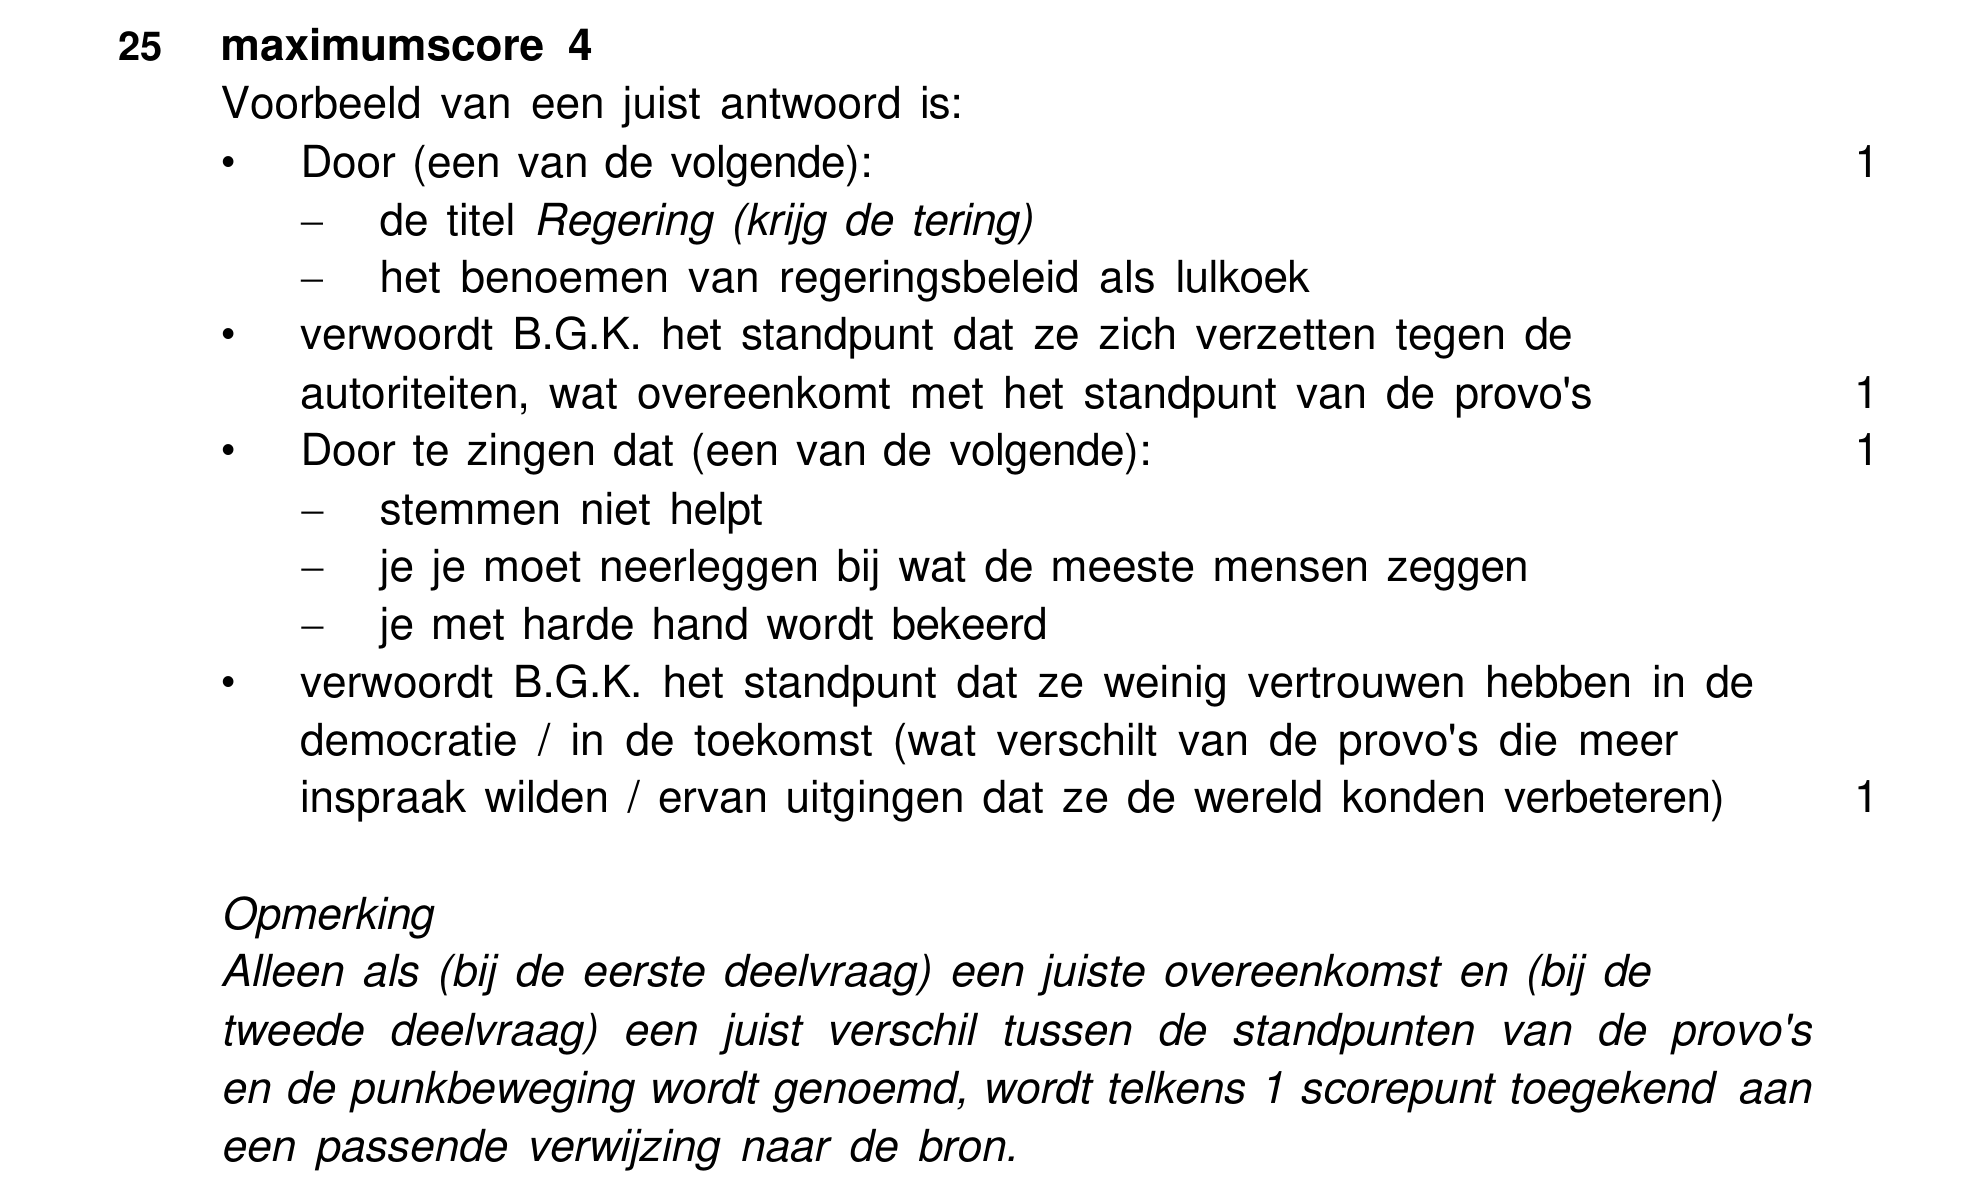 25 maximumscore 4
Voorbeeld van een juist antwoord is:
• Door (een van de volgende): 1
– de titel Regering (krijg de tering)
– het benoemen van regeringsbeleid als lulkoek
• verwoordt B.G.K. het standpunt dat ze zich verzetten tegen de
autoriteiten, wat overeenkomt met het standpunt van de provo's 1
• Door te zingen dat (een van de volgende): 1
– stemmen niet helpt
– je je moet neerleggen bij wat de meeste mensen zeggen
– je met harde hand wordt bekeerd
• verwoordt B.G.K. het standpunt dat ze weinig vertrouwen hebben in de
democratie / in de toekomst (wat verschilt van de provo's die meer
inspraak wilden / ervan uitgingen dat ze de wereld konden verbeteren) 1
Opmerking
Alleen als (bij de eerste deelvraag) een juiste overeenkomst en (bij de
tweede deelvraag) een juist verschil tussen de standpunten van de provo's
en de punkbeweging wordt genoemd, wordt telkens 1 scorepunt toegekend aan
een passende verwijzing naar de bron.